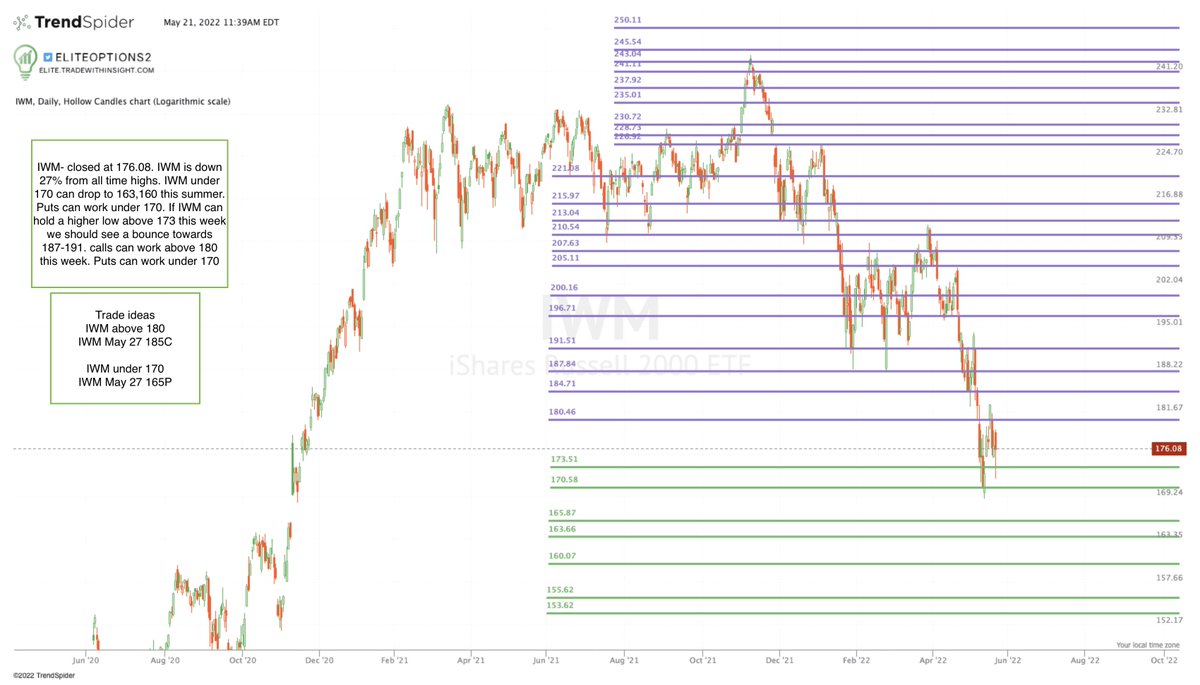 TrendSpider
May 21, 2022 11:39AM EDT
ELITEOPTIONS2
ELITE.TRADEWITHINSIGHT.COM
IWM, Daily, Hollow Candles chart (Logarithmic scale)
IWM- closed at 176.08. IWM is down
27% from all time highs. IWM under
170 can drop to 163,160 this summer.
Puts can work under 170. If IWM can
hold a higher low above 173 this week
we should see a bounce towards
187-191. calls can work above 180
this week. Puts can work under 170
Trade ideas
IWM above 180
IWM May 27 185C
IWM under 170
IWM May 27 165P
IWM
iShares Russell 2000 ETF
250.11
245.54
243.04
241.11
237.92
235.01
230.72
228.73
226.52
221.08
215.97
213.04
210.54
207.63
205.11
200.16
196.71
191.51
187.84
184.71
180.46
173.51
170.58
165.87
163.66
160.07
155.62
153.62
241.20
232.81
224.70
216.88
209.33
202.04
195.01
188.22
181.67
176.08
169.24
163.35
157.66
152.17
Your local time zone
Jun '20
Aug '20
Oct '20
Dec '20
Feb '21
Apr '21
Jun '21
Aug '21
Oct '21
Dec '21
Feb '22
Apr '22
Jun '22
Aug '22
Oct '22
©2022 TrendSpider